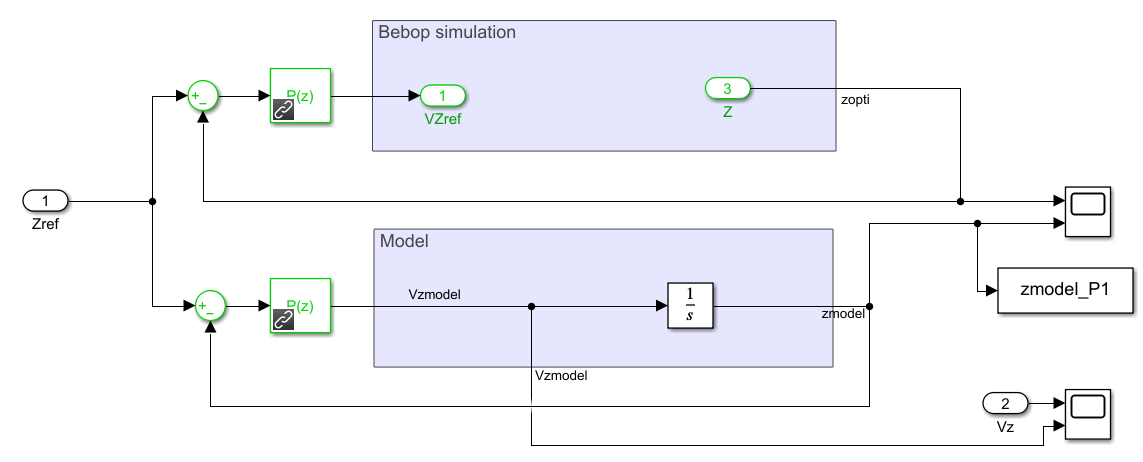 Bebop simulation
+
_
P(z)
1
VZref
3
Z
zopti
1
Zref
Model
+
_
P(z)
Vzmodel
1
s
zmodel
zmodel_P1
Vzmodel
2
Vz